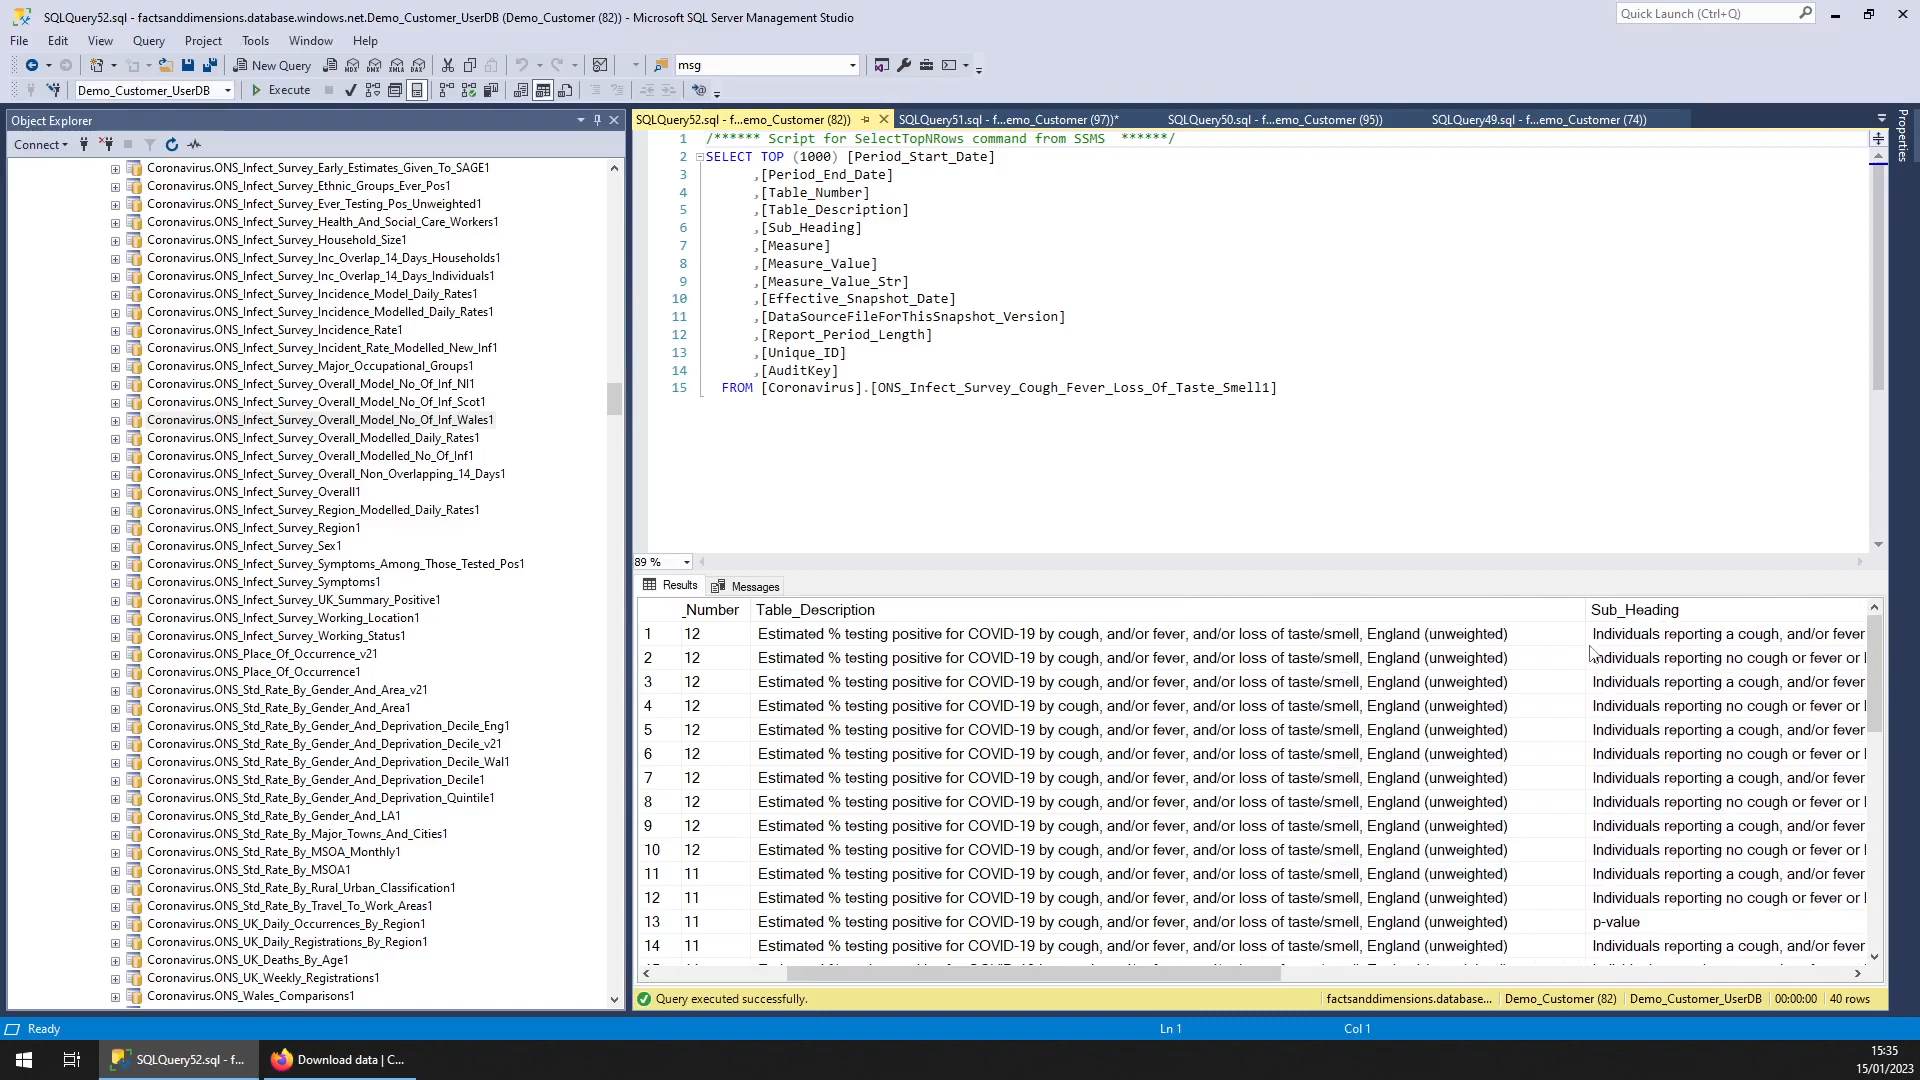 SQLQuery52.sql - factsanddimensions.database.windows.net.Demo_Customer_UserDB (Demo_Customer (82)) - Microsoft SQL Server Management Studio
Quick Launch (Ctrl+Q)
File Edit View Query Project Tools Window Help
New Query
MDX DMX XMLA DAX
msg
Demo_Customer_UserDB
Execute
Object Explorer
Connect
Coronavirus.ONS_Infect_Survey_Early_Estimates_Given_To_SAGE1
Coronavirus.ONS_Infect_Survey_Ethnic_Groups_Ever_Pos1
Coronavirus.ONS_Infect_Survey_Ever_Testing_Pos_Unweighted1
Coronavirus.ONS_Infect_Survey_Health_And_Social_Care_Workers1
Coronavirus.ONS_Infect_Survey_Household_Size1
Coronavirus.ONS_Infect_Survey_Inc_Overlap_14_Days_Households1
Coronavirus.ONS_Infect_Survey_Inc_Overlap_14_Days_Individuals1
Coronavirus.ONS_Infect_Survey_Incidence_Model_Daily_Rates1
Coronavirus.ONS_Infect_Survey_Incidence_Modelled_Daily_Rates1
Coronavirus.ONS_Infect_Survey_Incidence_Rate1
Coronavirus.ONS_Infect_Survey_Incident_Rate_Modelled_New_Inf1
Coronavirus.ONS_Infect_Survey_Major_Occupational_Groups1
Coronavirus.ONS_Infect_Survey_Overall_Model_No_Of_Inf_NI1
Coronavirus.ONS_Infect_Survey_Overall_Model_No_Of_Inf_Scot1
Coronavirus.ONS_Infect_Survey_Overall_Model_No_Of_Inf_Wales1
Coronavirus.ONS_Infect_Survey_Overall_Modelled_Daily_Rates1
Coronavirus.ONS_Infect_Survey_Overall_Modelled_No_Of_Inf1
Coronavirus.ONS_Infect_Survey_Overall_Non_Overlapping_14_Days1
Coronavirus.ONS_Infect_Survey_Overall1
Coronavirus.ONS_Infect_Survey_Region_Modelled_Daily_Rates1
Coronavirus.ONS_Infect_Survey_Region1
Coronavirus.ONS_Infect_Survey_Sex1
Coronavirus.ONS_Infect_Survey_Symptoms_Among_Those_Tested_Pos1
Coronavirus.ONS_Infect_Survey_Symptoms1
Coronavirus.ONS_Infect_Survey_UK_Summary_Positive1
Coronavirus.ONS_Infect_Survey_Working_Location1
Coronavirus.ONS_Infect_Survey_Working_Status1
Coronavirus.ONS_Place_Of_Occurrence_v21
Coronavirus.ONS_Place_Of_Occurrence1
Coronavirus.ONS_Std_Rate_By_Gender_And_Area_v21
Coronavirus.ONS_Std_Rate_By_Gender_And_Area1
Coronavirus.ONS_Std_Rate_By_Gender_And_Deprivation_Decile_Eng1
Coronavirus.ONS_Std_Rate_By_Gender_And_Deprivation_Decile_v21
Coronavirus.ONS_Std_Rate_By_Gender_And_Deprivation_Decile_Wal1
Coronavirus.ONS_Std_Rate_By_Gender_And_Deprivation_Decile1
Coronavirus.ONS_Std_Rate_By_Gender_And_Deprivation_Quintile1
Coronavirus.ONS_Std_Rate_By_Gender_And_LA1
Coronavirus.ONS_Std_Rate_By_Major_Towns_And_Cities1
Coronavirus.ONS_Std_Rate_By_MSOA_Monthly1
Coronavirus.ONS_Std_Rate_By_MSOA1
Coronavirus.ONS_Std_Rate_By_Rural_Urban_Classification1
Coronavirus.ONS_Std_Rate_By_Travel_To_Work_Areas1
Coronavirus.ONS_UK_Daily_Occurrences_By_Region1
Coronavirus.ONS_UK_Daily_Registrations_By_Region1
Coronavirus.ONS_UK_Deaths_By_Age1
Coronavirus.ONS_UK_Weekly_Registrations1
Coronavirus.ONS_Wales_Comparisons1
SQLQuery52.sql - f...emo_Customer (82)) SQLQuery51.sql - f...emo_Customer (97))* SQLQuery50.sql - f...emo_Customer (95)) SQLQuery49.sql - f...emo_Customer (74))
Properties
1 /****** Script for SelectTopNRows command from SSMS ******/
2 SELECT TOP (1000) [Period_Start_Date]
3 ,[Period_End_Date]
4 ,[Table_Number]
5 ,[Table_Description]
6 ,[Sub_Heading]
7 ,[Measure]
8 ,[Measure_Value]
9 ,[Measure_Value_Str]
10 ,[Effective_Snapshot_Date]
11 ,[DataSourceFileForThisSnapshot_Version]
12 ,[Report_Period_Length]
13 ,[Unique_ID]
14 ,[AuditKey]
15 FROM [Coronavirus].[ONS_Infect_Survey_Cough_Fever_Loss_Of_Taste_Smell1]
89 %
Results Messages
_Number Table_Description Sub_Heading
1 12 Estimated % testing positive for COVID-19 by cough, and/or fever, and/or loss of taste/smell, England (unweighted) Individuals reporting a cough, and/or fever
2 12 Estimated % testing positive for COVID-19 by cough, and/or fever, and/or loss of taste/smell, England (unweighted) Individuals reporting no cough or fever or
3 12 Estimated % testing positive for COVID-19 by cough, and/or fever, and/or loss of taste/smell, England (unweighted) Individuals reporting a cough, and/or fever
4 12 Estimated % testing positive for COVID-19 by cough, and/or fever, and/or loss of taste/smell, England (unweighted) Individuals reporting no cough or fever or
5 12 Estimated % testing positive for COVID-19 by cough, and/or fever, and/or loss of taste/smell, England (unweighted) Individuals reporting a cough, and/or fever
6 12 Estimated % testing positive for COVID-19 by cough, and/or fever, and/or loss of taste/smell, England (unweighted) Individuals reporting no cough or fever or
7 12 Estimated % testing positive for COVID-19 by cough, and/or fever, and/or loss of taste/smell, England (unweighted) Individuals reporting a cough, and/or fever
8 12 Estimated % testing positive for COVID-19 by cough, and/or fever, and/or loss of taste/smell, England (unweighted) Individuals reporting no cough or fever or
9 12 Estimated % testing positive for COVID-19 by cough, and/or fever, and/or loss of taste/smell, England (unweighted) Individuals reporting a cough, and/or fever
10 12 Estimated % testing positive for COVID-19 by cough, and/or fever, and/or loss of taste/smell, England (unweighted) Individuals reporting no cough or fever or
11 11 Estimated % testing positive for COVID-19 by cough, and/or fever, and/or loss of taste/smell, England (unweighted) Individuals reporting a cough, and/or fever
12 11 Estimated % testing positive for COVID-19 by cough, and/or fever, and/or loss of taste/smell, England (unweighted) Individuals reporting no cough or fever or
13 11 Estimated % testing positive for COVID-19 by cough, and/or fever, and/or loss of taste/smell, England (unweighted) p-value
14 11 Estimated % testing positive for COVID-19 by cough, and/or fever, and/or loss of taste/smell, England (unweighted) Individuals reporting a cough, and/or fever
Query executed successfully. factsanddimensions.database... Demo_Customer (82) Demo_Customer_UserDB 00:00:00 40 rows
Ready Ln 1 Col 1
SQLQuery52.sql - f... Download data | C...
15:35
15/01/2023